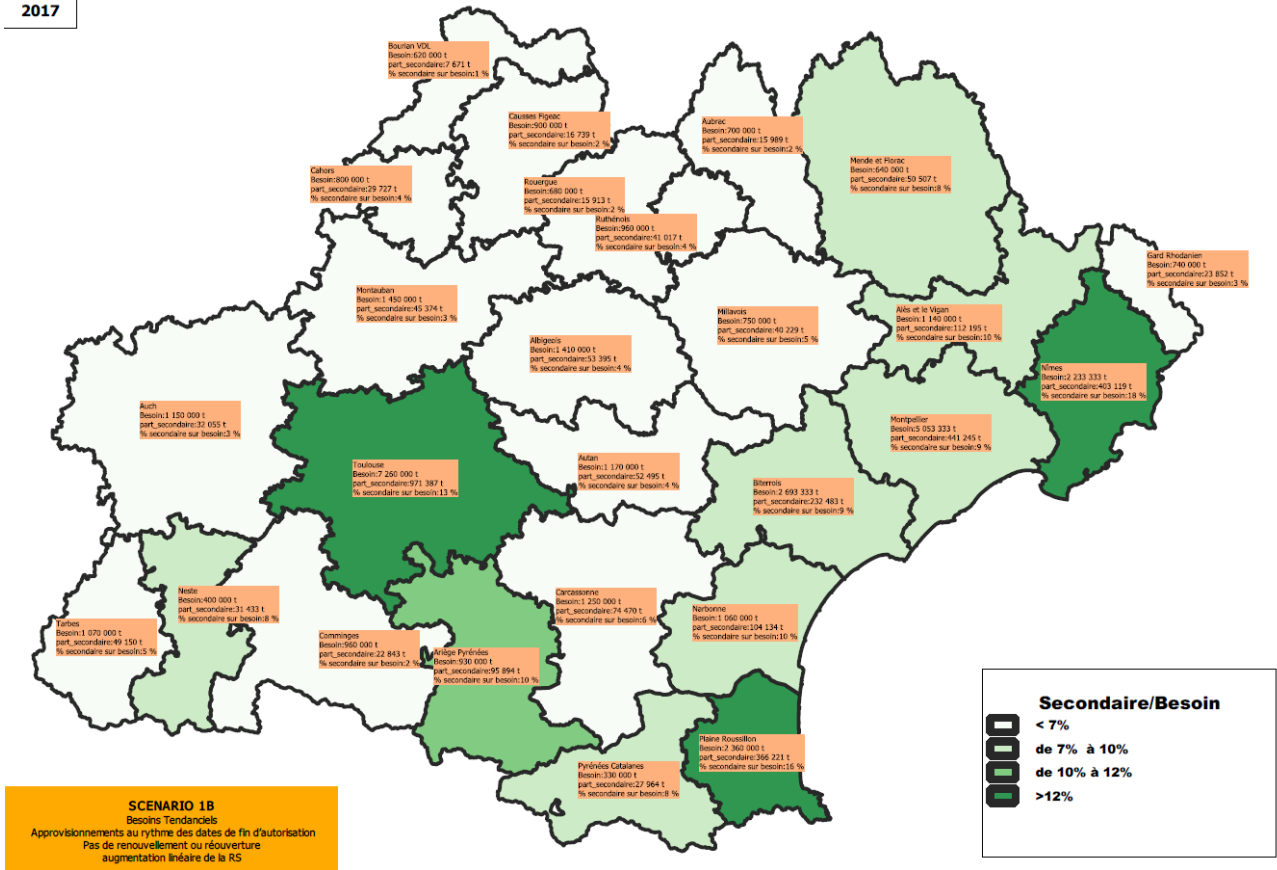 2017
Bourian VDL
Besoin:620 000 t
part_secondaire:7 671 t
% secondaire sur besoin:1 %
Causses Figeac
Besoin:900 000 t
part_secondaire:16 739 t
% secondaire sur besoin:2 %
Aubrac
Besoin:700 000 t
part_secondaire:15 989 t
% secondaire sur besoin:2 %
Mende et Florac
Besoin:640 000 t
part_secondaire:50 507 t
% secondaire sur besoin:8 %
Cahors
Besoin:800 000 t
part_secondaire:29 727 t
% secondaire sur besoin:4 %
Rouergue
Besoin:680 000 t
part_secondaire:15 913 t
% secondaire sur besoin:2 %
Ruthénois
Besoin:960 000 t
part_secondaire:41 017 t
% secondaire sur besoin:4 %
Gard Rhodanien
Besoin:740 000 t
part_secondaire:23 852 t
% secondaire sur besoin:3 %
Montauban
Besoin:1 450 000 t
part_secondaire:45 374 t
% secondaire sur besoin:3 %
Millavois
Besoin:750 000 t
part_secondaire:40 229 t
% secondaire sur besoin:5 %
Alès et le Vigan
Besoin:1 140 000 t
part_secondaire:112 195 t
% secondaire sur besoin:10 %
Albigeois
Besoin:1 410 000 t
part_secondaire:53 395 t
% secondaire sur besoin:4 %
Nîmes
Besoin:2 233 333 t
part_secondaire:403 119 t
% secondaire sur besoin:18 %
Auch
Besoin:1 150 000 t
part_secondaire:32 055 t
% secondaire sur besoin:3 %
Montpellier
Besoin:5 053 333 t
part_secondaire:441 245 t
% secondaire sur besoin:9 %
Toulouse
Besoin:7 260 000 t
part_secondaire:971 387 t
% secondaire sur besoin:13 %
Autan
Besoin:1 170 000 t
part_secondaire:52 495 t
% secondaire sur besoin:4 %
Biterrois
Besoin:2 693 333 t
part_secondaire:232 483 t
% secondaire sur besoin:9 %
Neste
Besoin:400 000 t
part_secondaire:31 433 t
% secondaire sur besoin:8 %
Carcassonne
Besoin:1 250 000 t
part_secondaire:74 470 t
% secondaire sur besoin:6 %
Narbonne
Besoin:1 060 000 t
part_secondaire:104 134 t
% secondaire sur besoin:10 %
Tarbes
Besoin:1 070 000 t
part_secondaire:49 150 t
% secondaire sur besoin:5 %
Comminges
Besoin:960 000 t
part_secondaire:22 843 t
% secondaire sur besoin:2 %
Ariège Pyrénées
Besoin:930 000 t
part_secondaire:95 894 t
% secondaire sur besoin:10 %
Plaine Roussillon
Besoin:2 360 000 t
part_secondaire:366 221 t
% secondaire sur besoin:16 %
Pyrénées Catalanes
Besoin:330 000 t
part_secondaire:27 964 t
% secondaire sur besoin:8 %
Secondaire/Besoin
< 7%
de 7% à 10%
de 10% à 12%
>12%
SCENARIO 1B
Besoins Tendanciels
Approvisionnements au rythme des dates de fin d'autorisation
Pas de renouvellement ou réouverture
augmentation linéaire de la RS